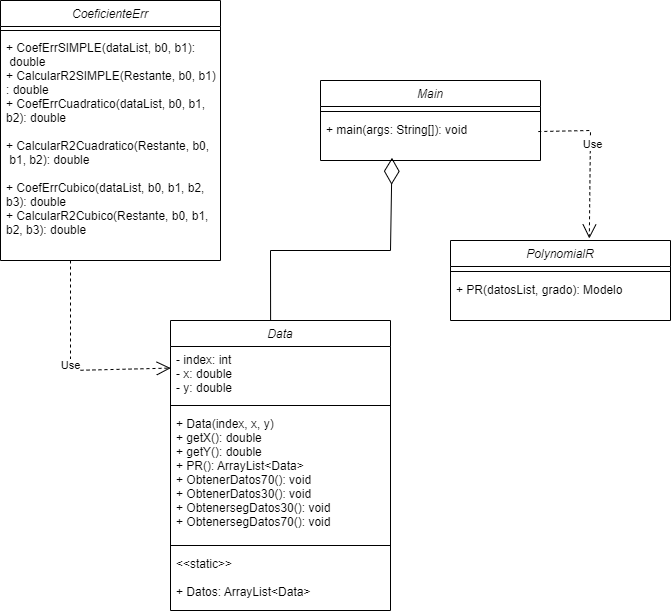 CoeficienteErr
+ CoefErrSIMPLE(dataList, b0, b1):
double
+ CalcularR2SIMPLE(Restante, b0, b1)
: double
+ CoefErrCuadratico(dataList, b0, b1,
b2): double
+ CalcularR2Cuadratico(Restante, b0,
b1, b2): double
+ CoefErrCubico(dataList, b0, b1, b2,
b3): double
+ CalcularR2Cubico(Restante, b0, b1,
b2, b3): double
Main
+ main(args: String[]): void
Use
PolynomialR
+ PR(datosList, grado): Modelo
Use
Data
- index: int
- x: double
- y: double
+ Data(index, x, y)
+ getX(): double
+ getY(): double
+ PR(): ArrayList<Data>
+ ObtenerDatos70(): void
+ ObtenerDatos30(): void
+ ObtenersegDatos30(): void
+ ObtenersegDatos70(): void
<<static>>
+ Datos: ArrayList<Data>